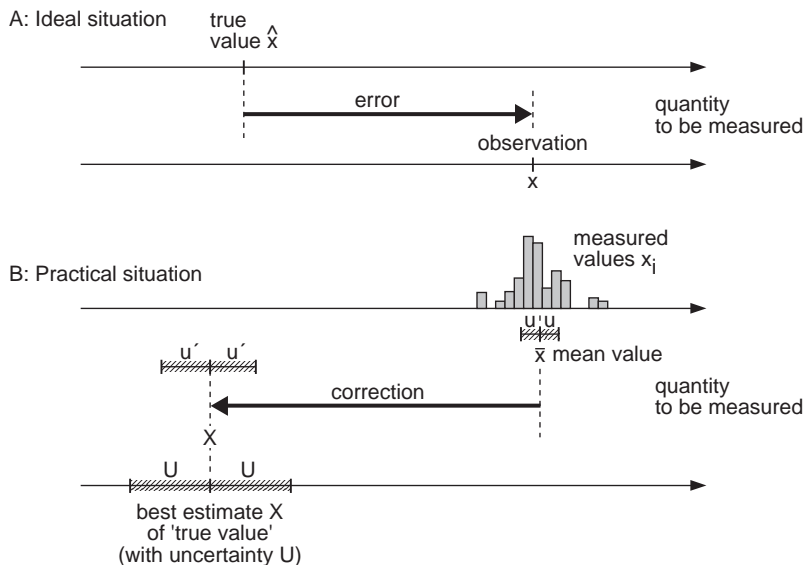 A: Ideal situation
true
value x̂
error
quantity
to be measured
observation
x
B: Practical situation
measured
values xᵢ
u u
x̄ mean value
u´ u´
correction
quantity
to be measured
X
U U
best estimate X
of 'true value'
(with uncertainty U)